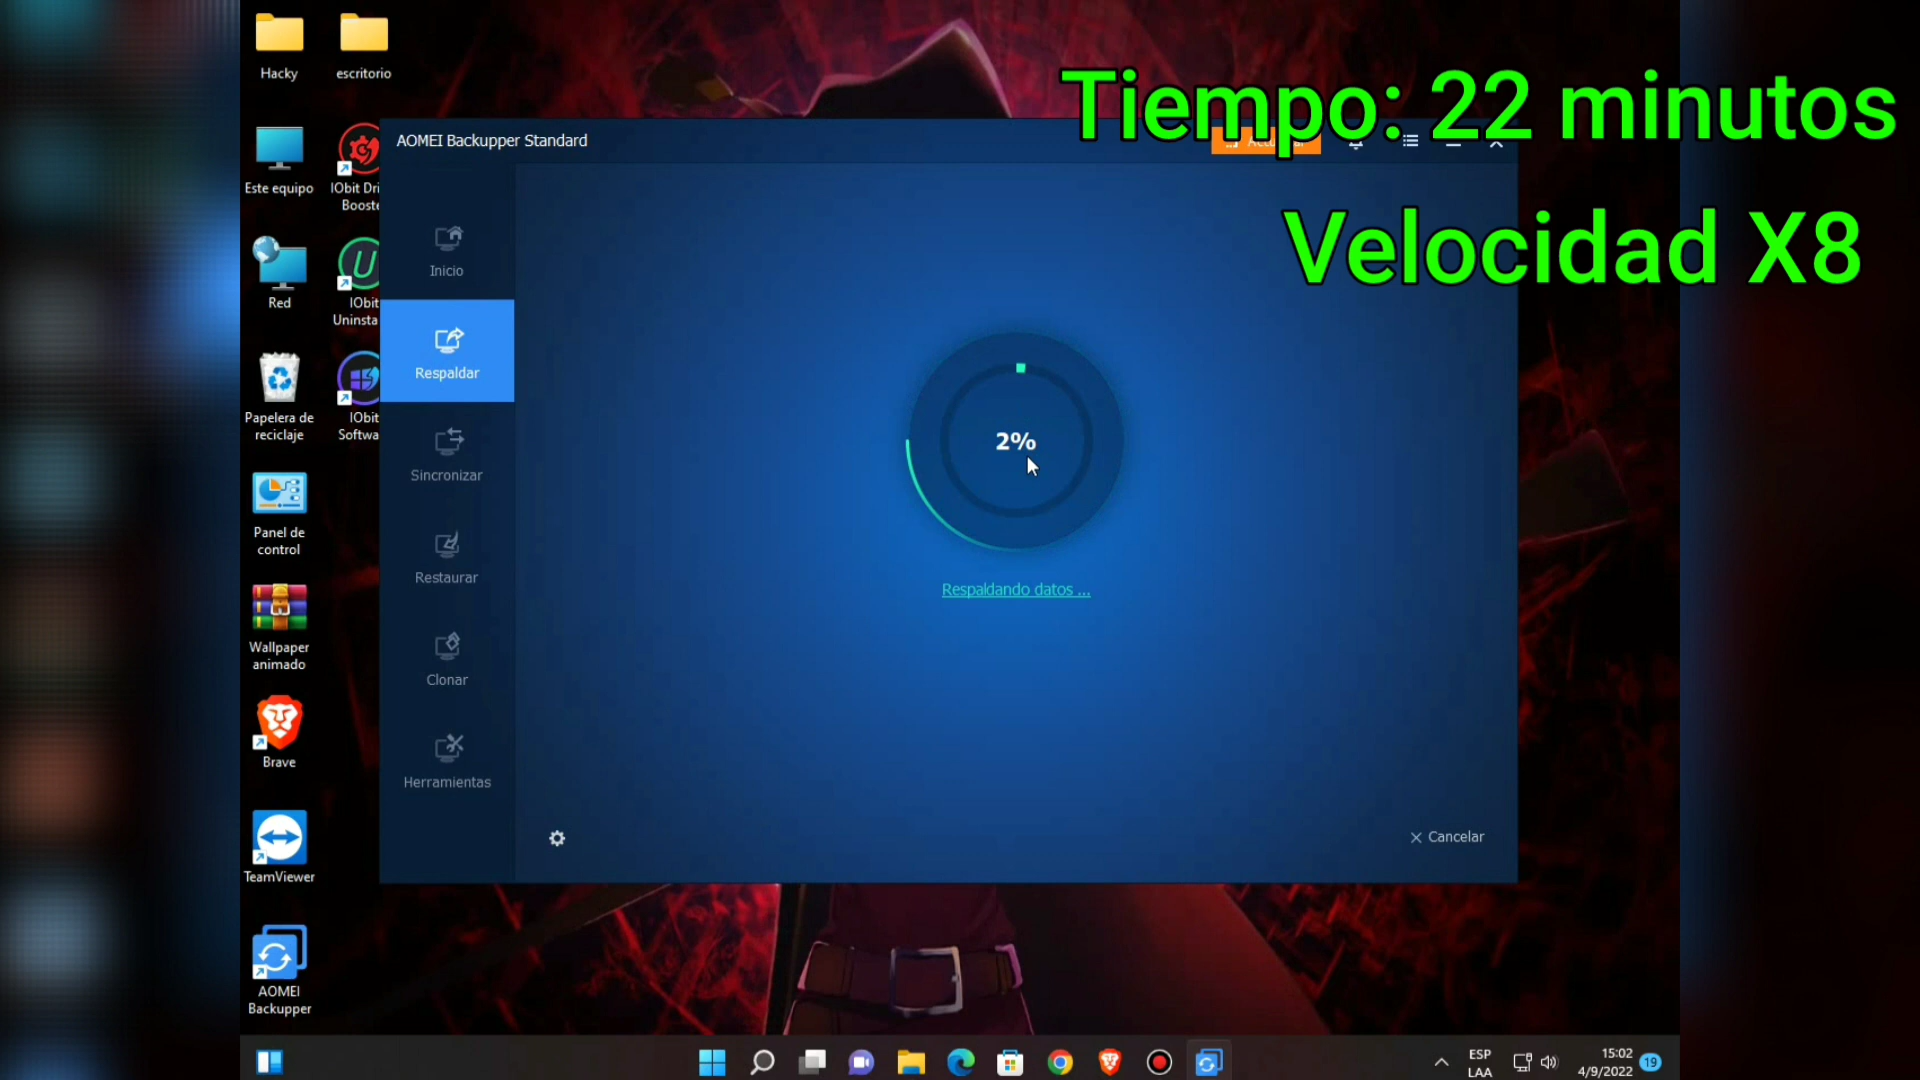 Hacky
escritorio
Tiempo: 22 minutos
Velocidad X8
AOMEI Backupper Standard
Este equipo
IObit Dri
Booste
Red
IObit
Uninsta
Papelera de
reciclaje
IObit
Softwa
Panel de
control
Wallpaper
animado
Brave
TeamViewer
AOMEI
Backupper
Inicio
Respaldar
Sincronizar
Restaurar
Clonar
Herramientas
2%
Respaldando datos ...
Cancelar
ESP
LAA
15:02
4/9/2022
19